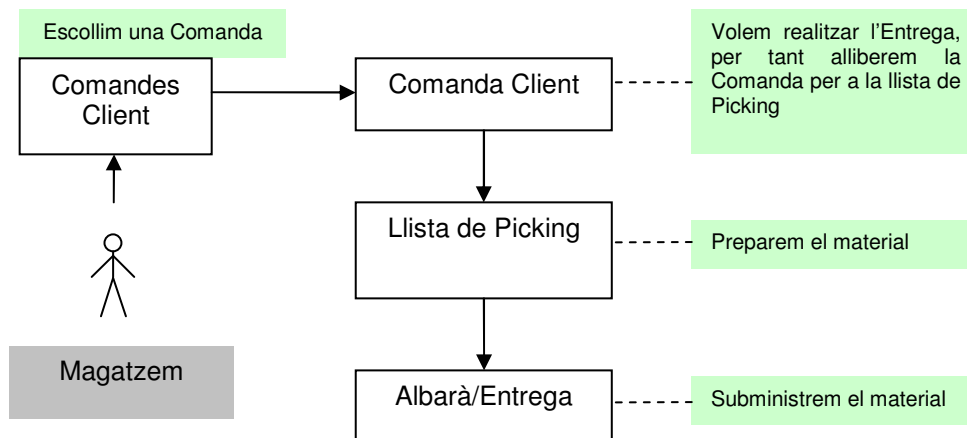 Escollim una Comanda
Comandes
Client
Comanda Client
Volem realitzar l'Entrega,
per tant alliberem la
Comanda per a la llista de
Picking
Llista de Picking
Preparem el material
Magatzem
Albarà/Entrega
Subministrem el material